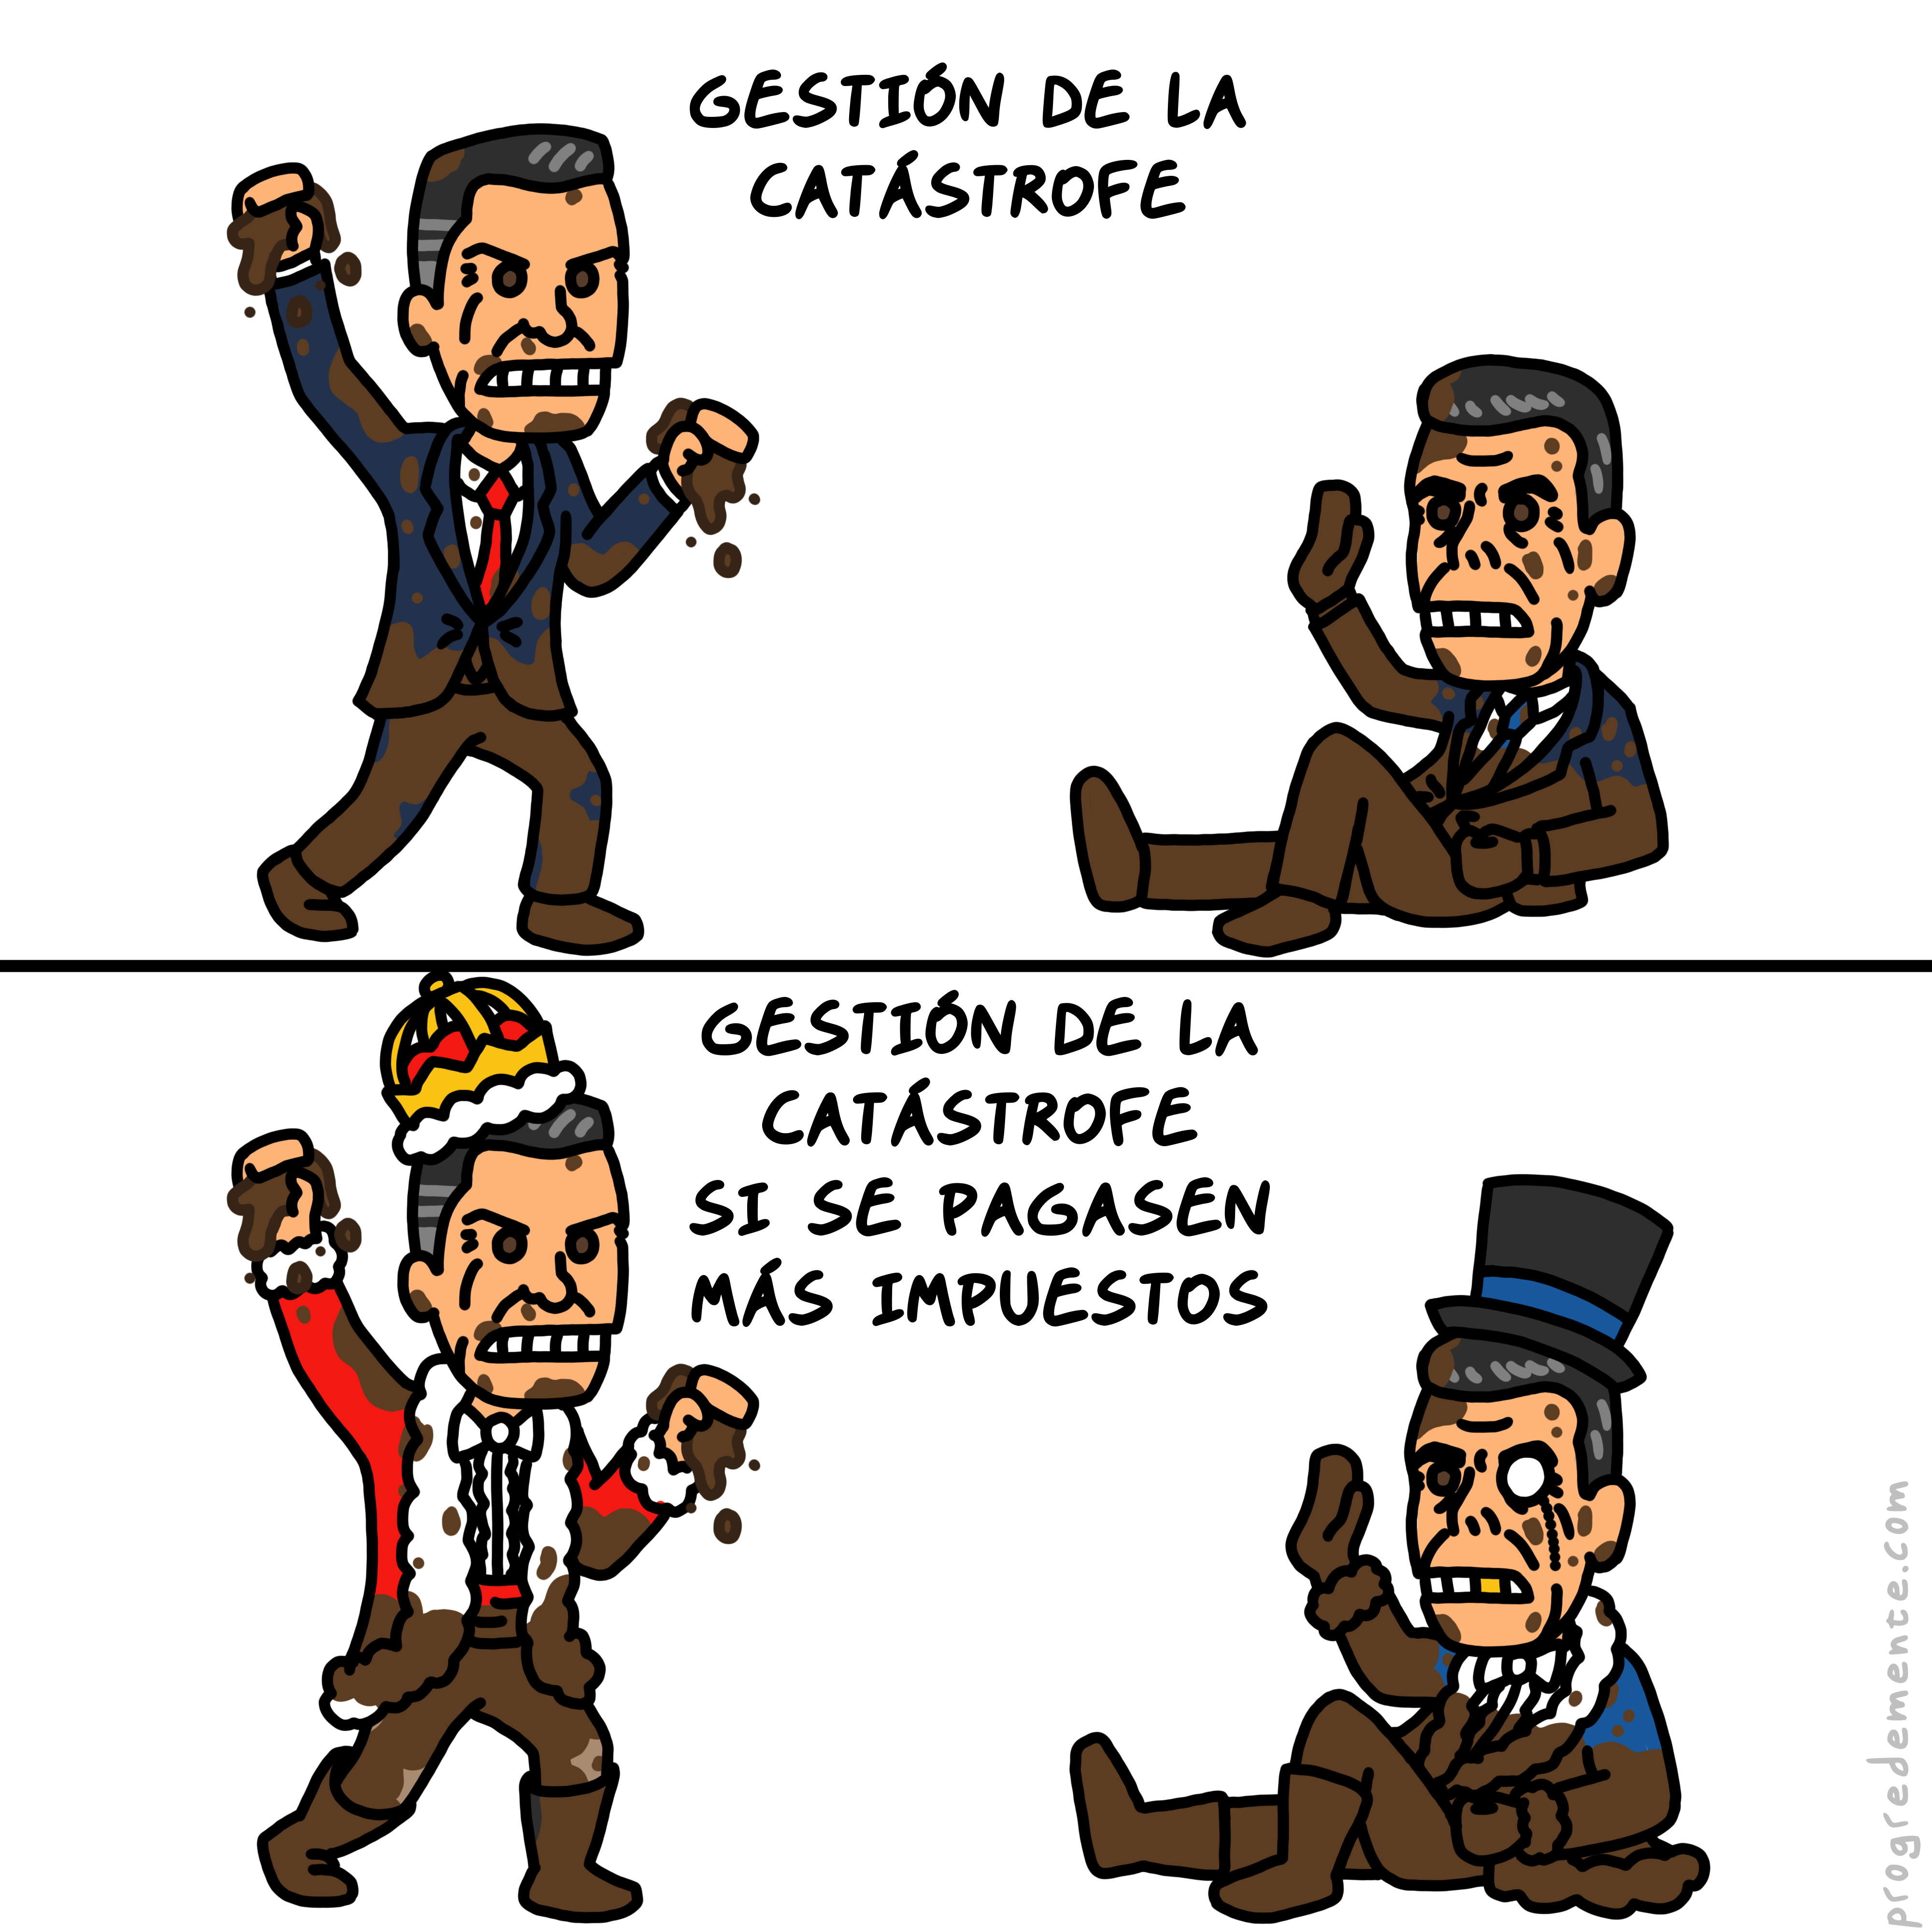 GESTIÓN DE LA
CATÁSTROFE
GESTIÓN DE LA
CATÁSTROFE
SI SE PAGASEN
MÁS IMPUESTOS
progredemente.com